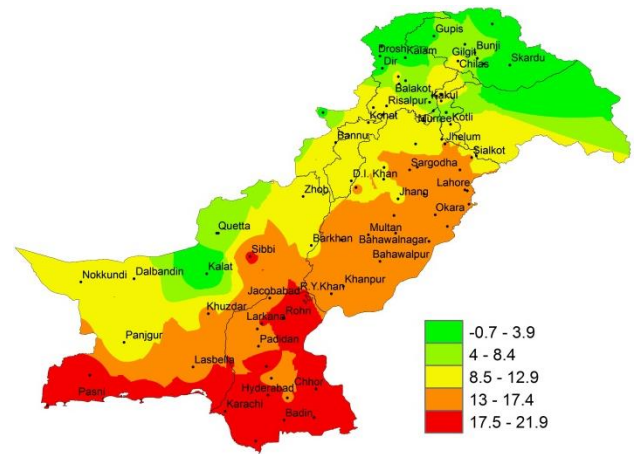 Gupis
Drosh Kalam Gilgit Bunji
Dir Chilas Skardu
Balakot
Risalpur Kakul
Kohat Murree Kotli
Bannu Jhelum
Sialkot
Sargodha
D.I. Khan
Zhob Jhang Lahore
Okara
Quetta Multan
Barkhan Bahawalnagar
Sibbi Bahawalpur
Nokkundi Dalbandin Kalat
Khanpur
Jacobabad R.Y.Khan
Khuzdar Larkana Rohri
Panjgur Padidan
Lasbella
Pasni Hyderabad Chhor
Karachi Badin
-0.7 - 3.9
4 - 8.4
8.5 - 12.9
13 - 17.4
17.5 - 21.9